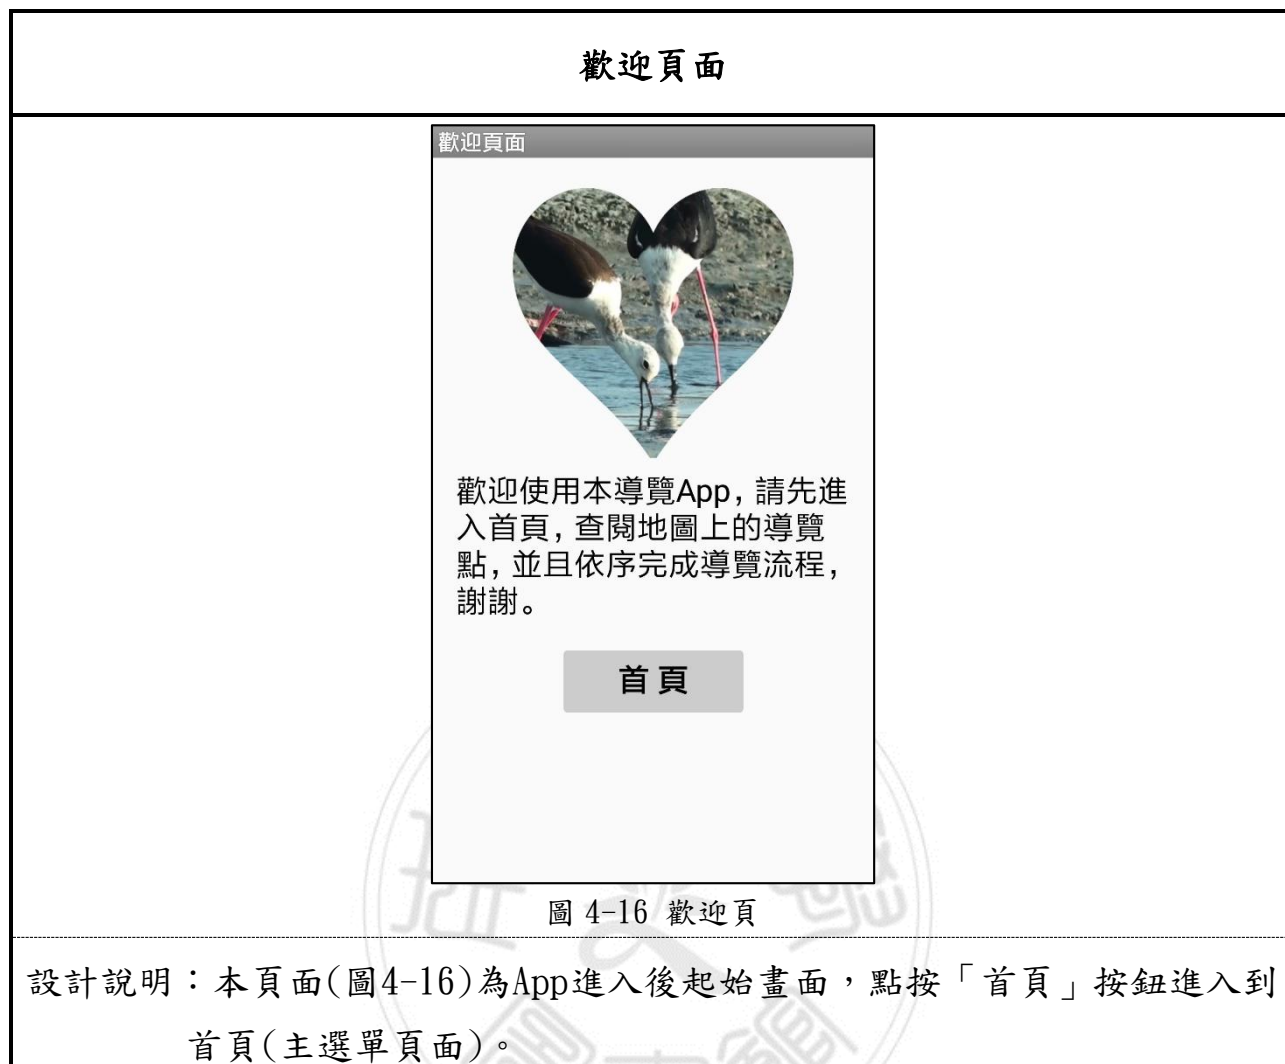 歡迎頁面
歡迎頁面
歡迎使用本導覽App,請先進
入首頁,查閱地圖上的導覽
點,並且依序完成導覽流程,
謝謝。
首頁
圖 4-16 歡迎頁
設計說明：本頁面(圖4-16)為App進入後起始畫面，點按「首頁」按鈕進入到
首頁(主選單頁面)。